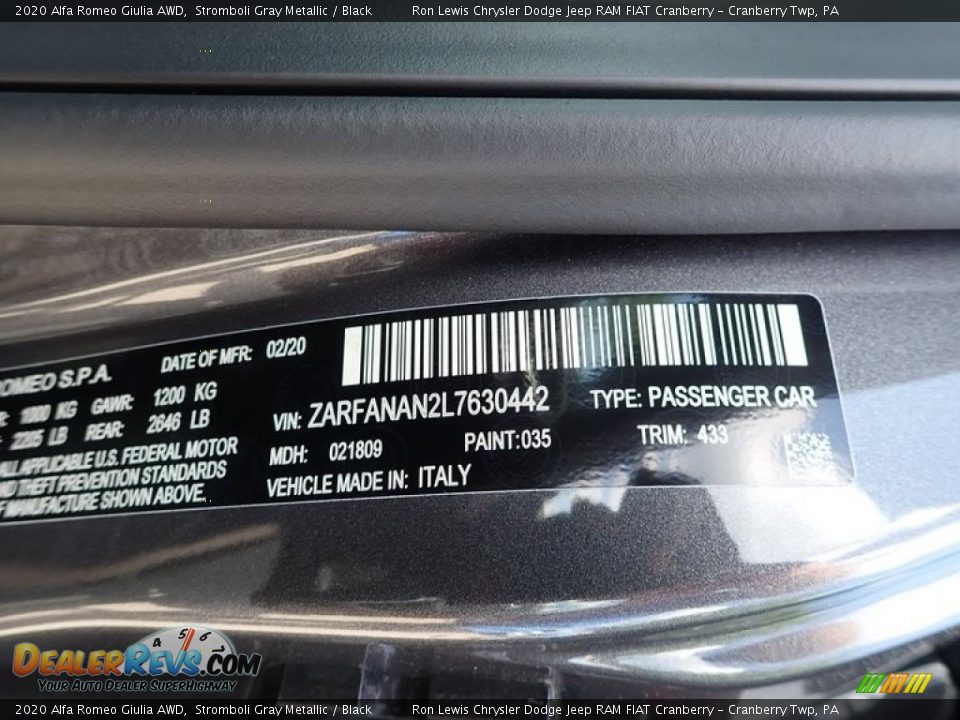 2020 Alfa Romeo Giulia AWD, Stromboli Gray Metallic / Black Ron Lewis Chrysler Dodge Jeep RAM FIAT Cranberry - Cranberry Twp, PA
ROMEO S.P.A. DATE OF MFR: 02/20
1000 KG GAWR: 1200 KG
2205 LB REAR: 2646 LB
ALL APPLICABLE U.S. FEDERAL MOTOR
THEFT PREVENTION STANDARDS
MANUFACTURE SHOWN ABOVE.
VIN: ZARFANAN2L7630442 TYPE: PASSENGER CAR
MDH: 021809 PAINT:035 TRIM: 433
VEHICLE MADE IN: ITALY
4 5 6
DEALERREVS.COM
YOUR AUTO DEALER SUPERHIGHWAY
2020 Alfa Romeo Giulia AWD, Stromboli Gray Metallic / Black Ron Lewis Chrysler Dodge Jeep RAM FIAT Cranberry - Cranberry Twp, PA